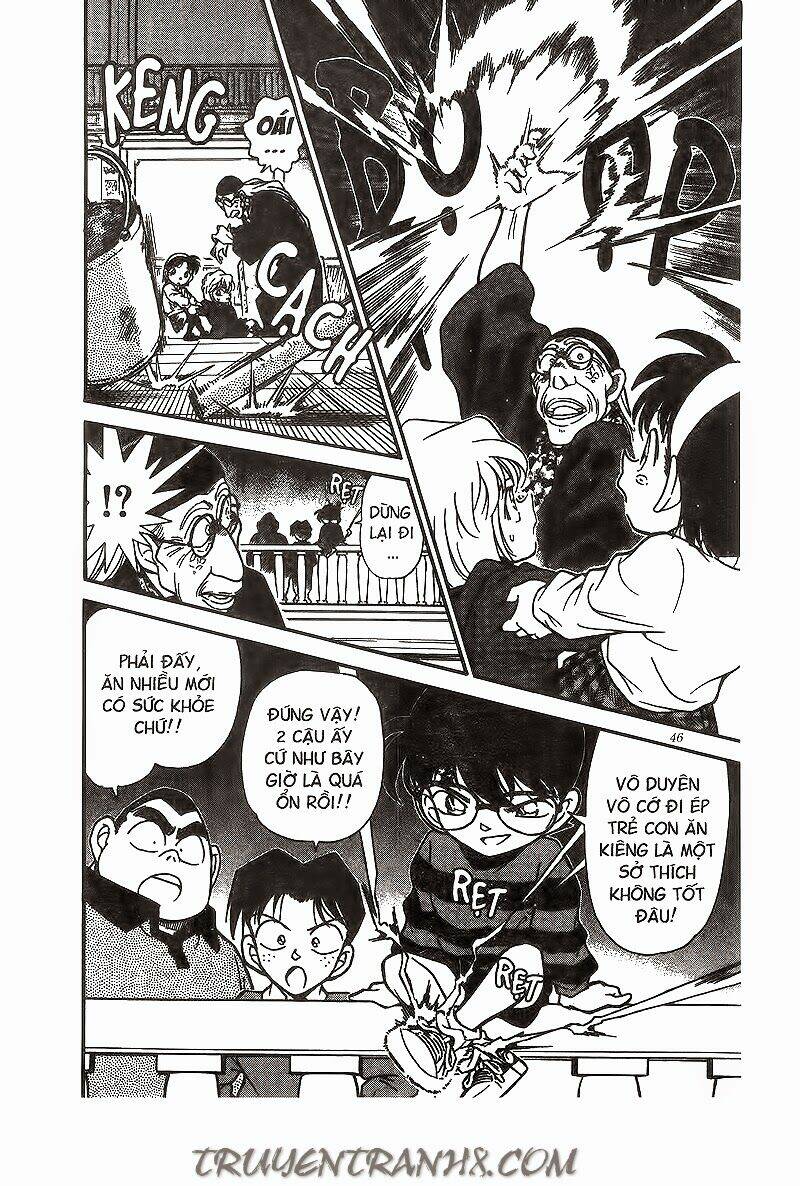 BỤP
KENG
OÁI
...
CẠCH
!?
RẸT
DỪNG
LẠI ĐI
...
46
VÔ DUYÊN
VÔ CỚ ĐI ÉP
TRẺ CON ĂN
KIÊNG LÀ MỘT
SỞ THÍCH
KHÔNG TỐT
ĐÂU!
ĐÚNG VẬY!
2 CẬU ẤY
CỨ NHƯ BÂY
GIỜ LÀ QUÁ
ỔN RỒI!!
PHẢI ĐẤY,
ĂN NHIỀU MỚI
CÓ SỨC KHỎE
CHỨ!!
RẸT
RẸT
TRUYENTRANH8.COM